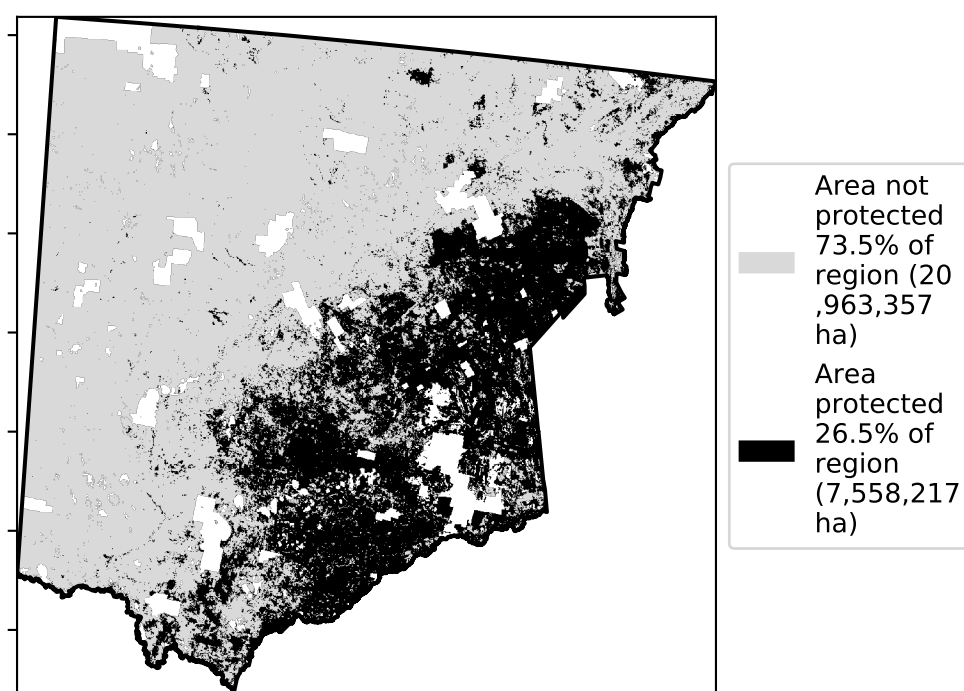 Area not
protected
73.5% of
region (20
,963,357
ha)
Area
protected
26.5% of
region
(7,558,217
ha)